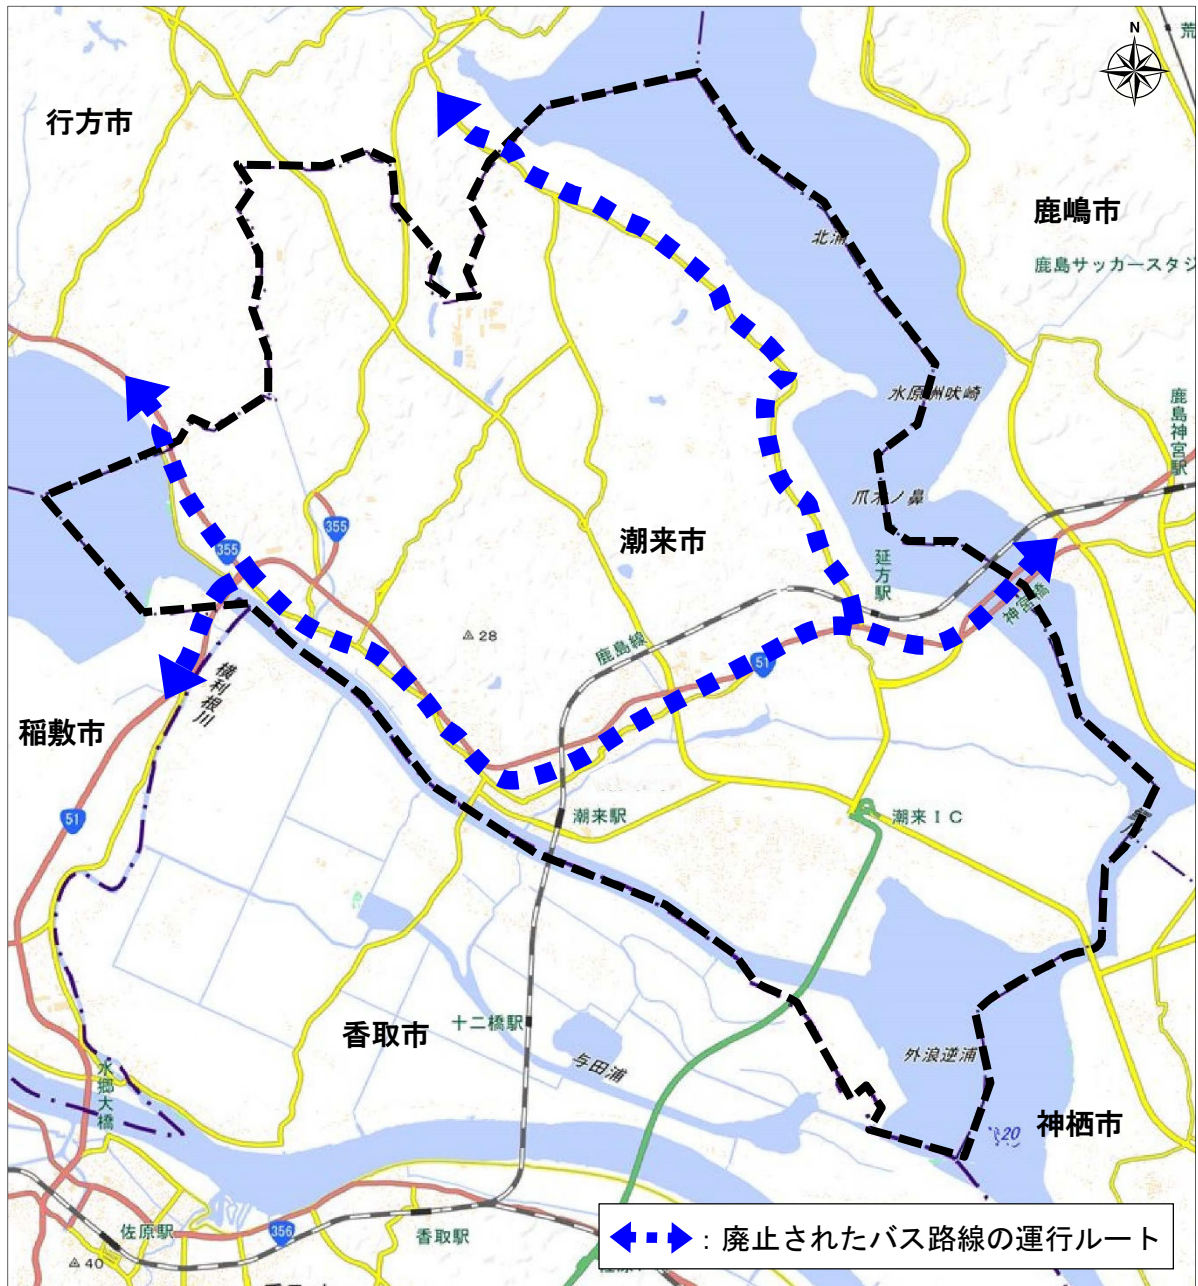 N
荒
行方市
鹿嶋市
北浦
鹿島サッカースタジ
水原洲吠崎
鹿島神宮駅
爪木ノ鼻
355
355
潮来市
延方駅
神宮橋
28
鹿島線
51
横利根川
稲敷市
51
潮来駅
潮来IC
香取市
十二橋駅
与田浦
外浪逆浦
水郷大橋
20
神栖市
佐原駅
356
香取駅
40
：廃止されたバス路線の運行ルート